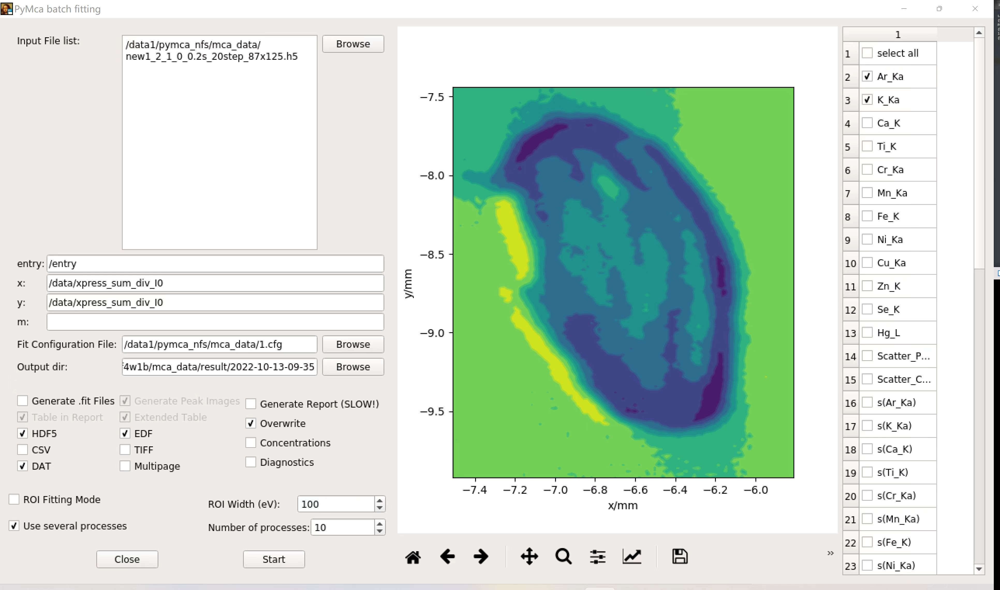 PyMca batch fitting
Input File list:
/data1/pymca_nfs/mca_data/
new1_2_1_0_0.2s_20step_87x125.h5
Browse
entry: /entry
x: /data/xpress_sum_div_I0
y: /data/xpress_sum_div_I0
m:
Fit Configuration File: /data1/pymca_nfs/mca_data/1.cfg Browse
Output dir: 4w1b/mca_data/result/2022-10-13-09-35 Browse
Generate .fit Files Generate Peak Images Generate Report (SLOW!)
Table in Report Extended Table Overwrite
HDF5 EDF Concentrations
CSV TIFF Diagnostics
DAT Multipage
ROI Fitting Mode ROI Width (eV): 100
Use several processes Number of processes: 10
Close Start
−7.5
−8.0
−8.5
−9.0
−9.5
y/mm
−7.4 −7.2 −7.0 −6.8 −6.6 −6.4 −6.2 −6.0
x/mm
»
1
1 select all
2 Ar_Ka
3 K_Ka
4 Ca_K
5 Ti_K
6 Cr_Ka
7 Mn_Ka
8 Fe_K
9 Ni_Ka
10 Cu_Ka
11 Zn_K
12 Se_K
13 Hg_L
14 Scatter_P...
15 Scatter_C...
16 s(Ar_Ka)
17 s(K_Ka)
18 s(Ca_K)
19 s(Ti_K)
20 s(Cr_Ka)
21 s(Mn_Ka)
22 s(Fe_K)
23 s(Ni_Ka)